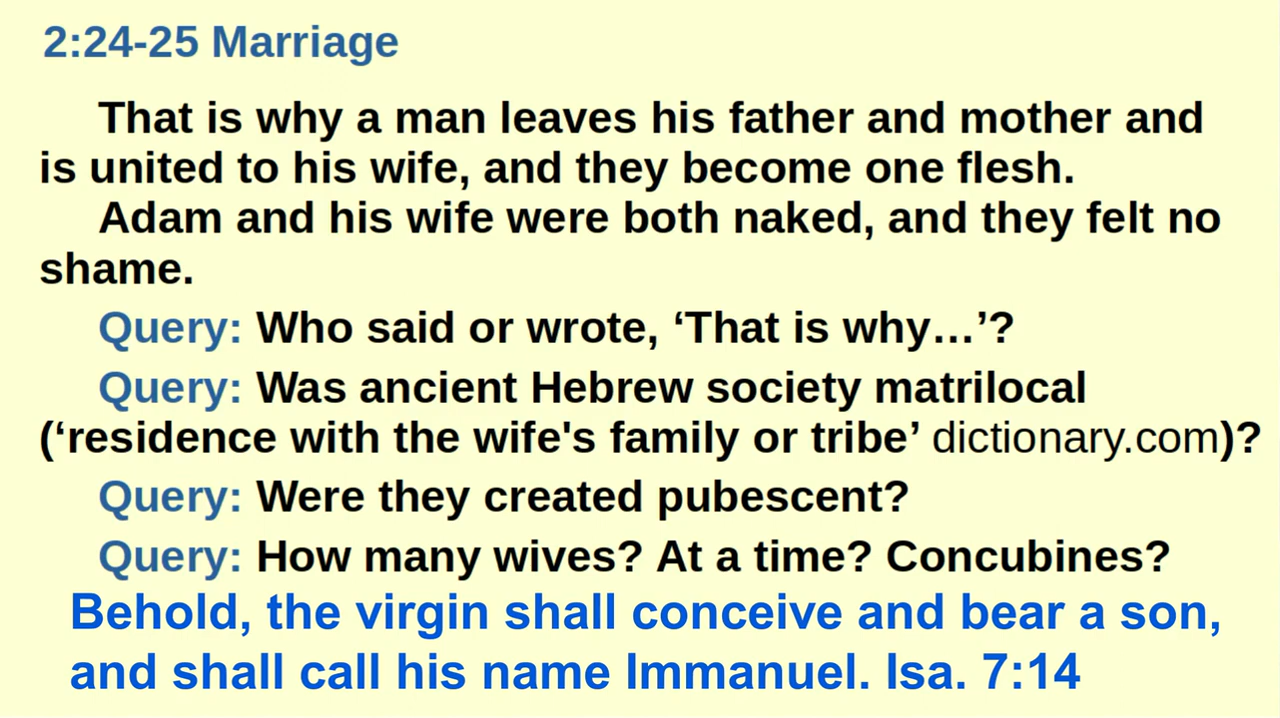 2:24-25 Marriage
That is why a man leaves his father and mother and
is united to his wife, and they become one flesh.
Adam and his wife were both naked, and they felt no
shame.
Query: Who said or wrote, ‘That is why…’?
Query: Was ancient Hebrew society matrilocal
(‘residence with the wife's family or tribe’ dictionary.com)?
Query: Were they created pubescent?
Query: How many wives? At a time? Concubines?
Behold, the virgin shall conceive and bear a son,
and shall call his name Immanuel. Isa. 7:14